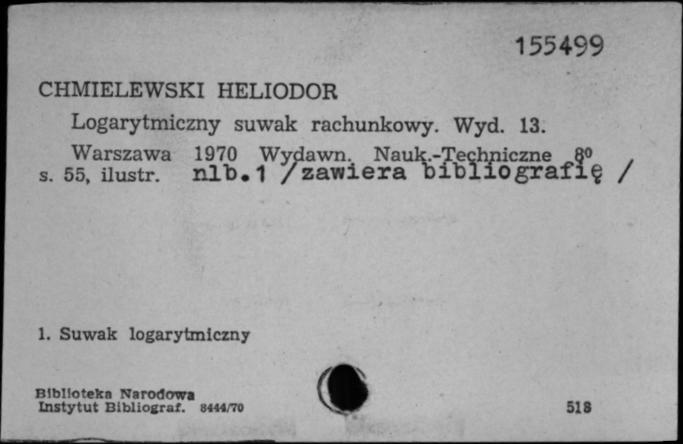 155499
CHMIELEWSKI HELIODOR
Logarytmiczny suwak rachunkowy. Wyd. 13.
Warszawa 1970 Wydawn. Nauk.-Techniczne 8⁰
s. 55, ilustr. nlb.1 /zawiera bibliografię /
1. Suwak logarytmiczny
Biblioteka Narodowa
Instytut Bibliograf. 8444/70
518